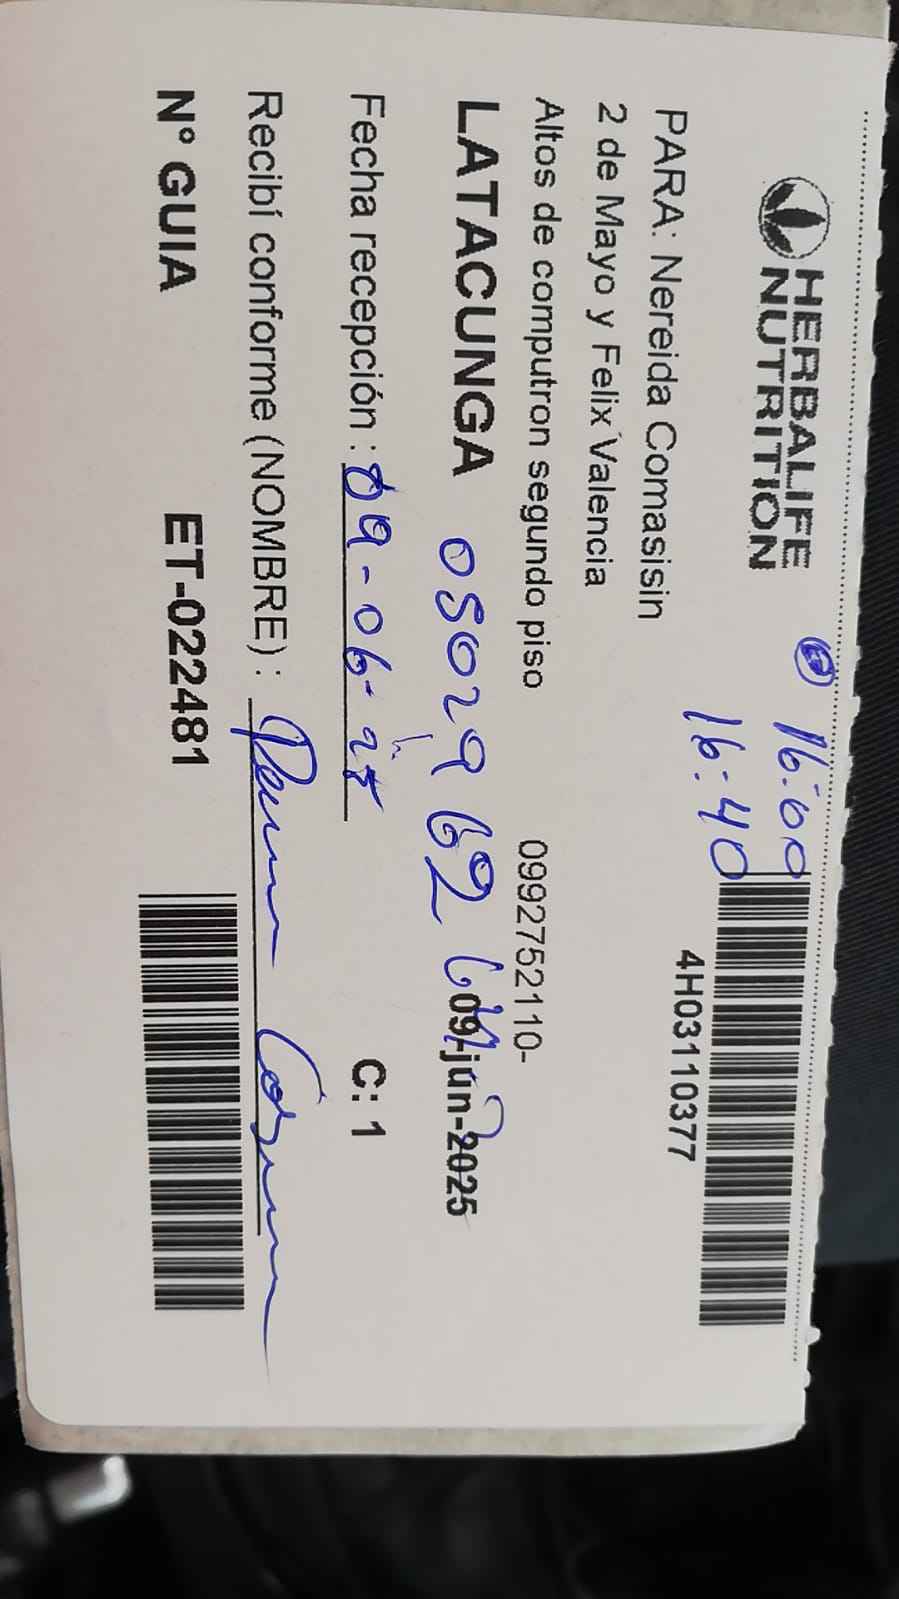 HERBALIFE
NUTRITION
16:00
16:40
4H03110377
PARA: Nereida Comasisin
2 de Mayo y Felix Valencia
Altos de computron segundo piso
0992752110-
LATACUNGA
09-jun-2025
Fecha recepción : 09-06-25
C: 1
Recibí conforme (NOMBRE) :
N° GUIA
ET-022481